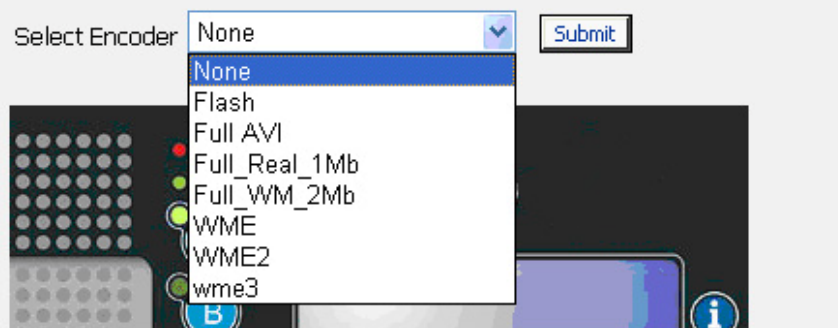 Select Encoder None Submit
None
Flash
Full AVI
Full_Real_1Mb
Full_WM_2Mb
WME
WME2
wme3
B
i